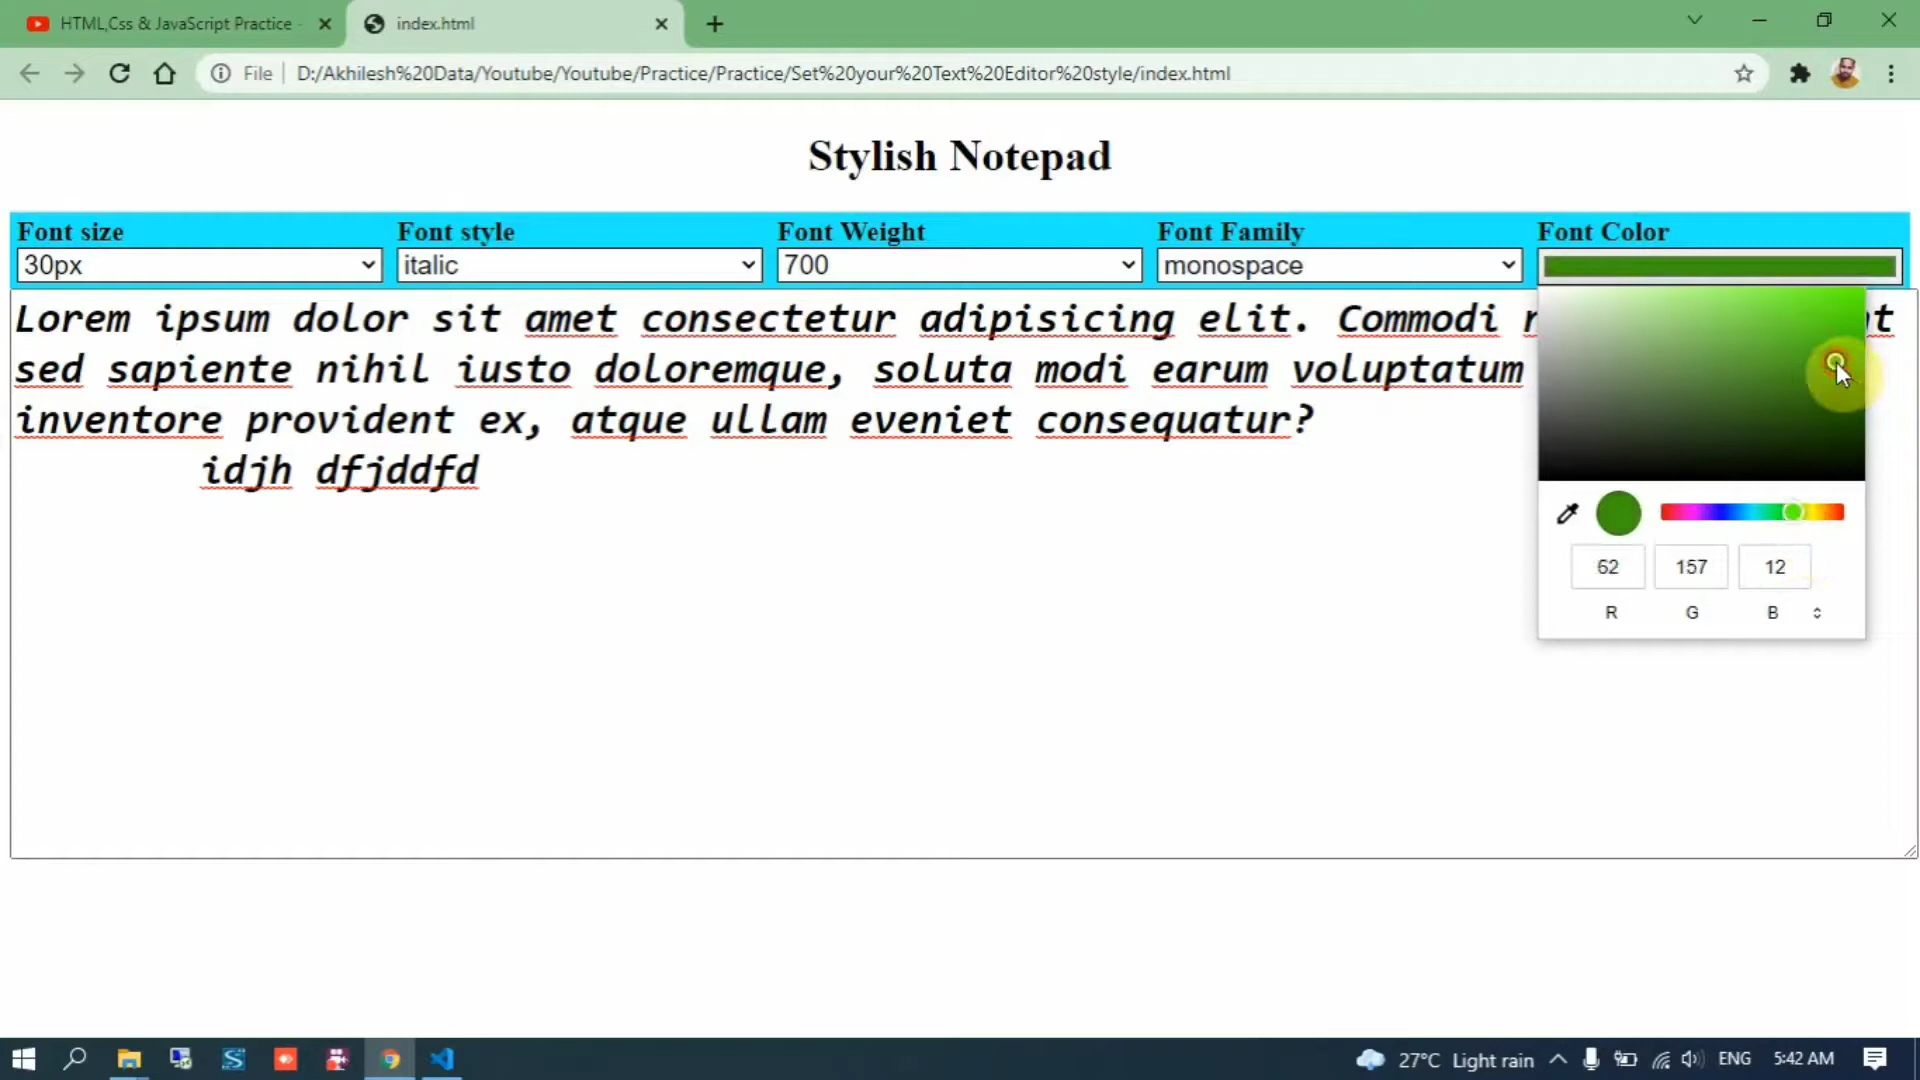 HTML,Css & JavaScript Practice -
index.html
File
D:/Akhilesh%20Data/Youtube/Youtube/Practice/Practice/Set%20your%20Text%20Editor%20style/index.html
Stylish Notepad
Font size Font style Font Weight Font Family Font Color
30px italic 700 monospace
Lorem ipsum dolor sit amet consectetur adipisicing elit. Commodi
sed sapiente nihil iusto doloremque, soluta modi earum voluptatum
inventore provident ex, atque ullam eveniet consequatur?
idjh dfjddfd
62 157 12
R G B
27°C Light rain ENG 5:42 AM